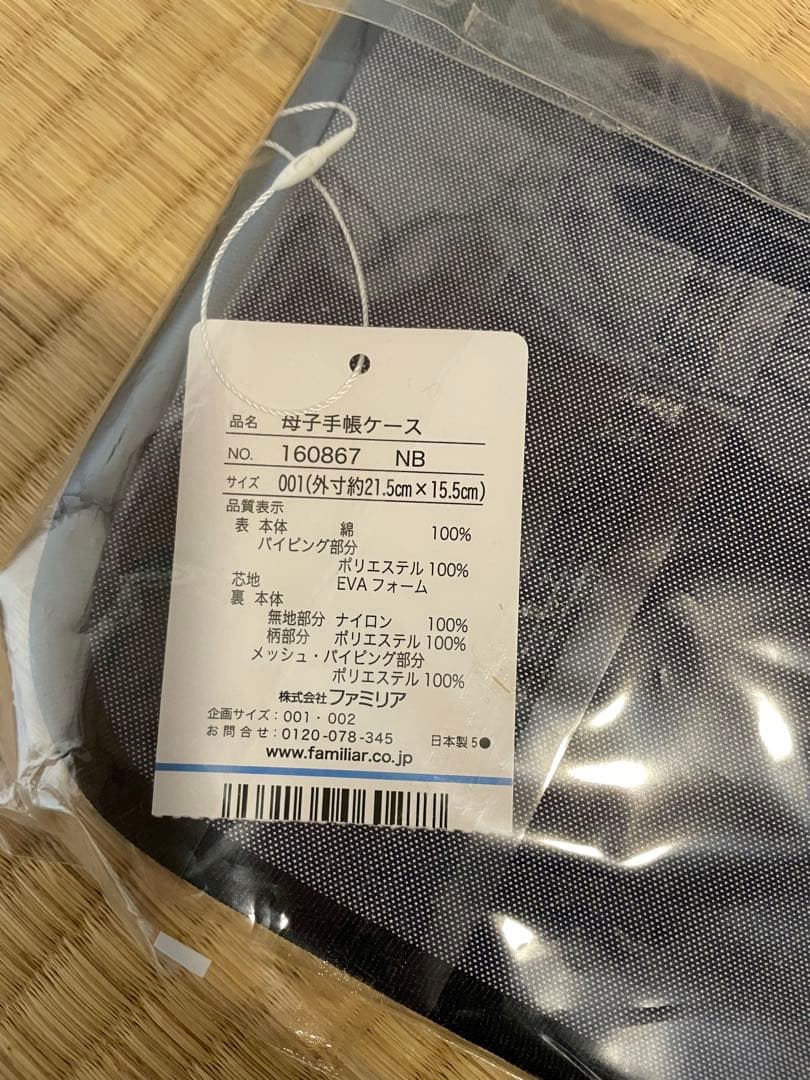 品名 母子手帳ケース
NO. 160867 NB
サイズ 001(外寸約21.5cm×15.5cm)
品質表示
表 本体 綿 100%
パイピング部分
ポリエステル 100%
芯地 EVAフォーム
裏 本体
無地部分 ナイロン 100%
柄部分 ポリエステル 100%
メッシュ・パイピング部分
ポリエステル 100%
株式会社ファミリア
企画サイズ:001・002
お問合せ:0120-078-345 日本製 5●
www.familiar.co.jp